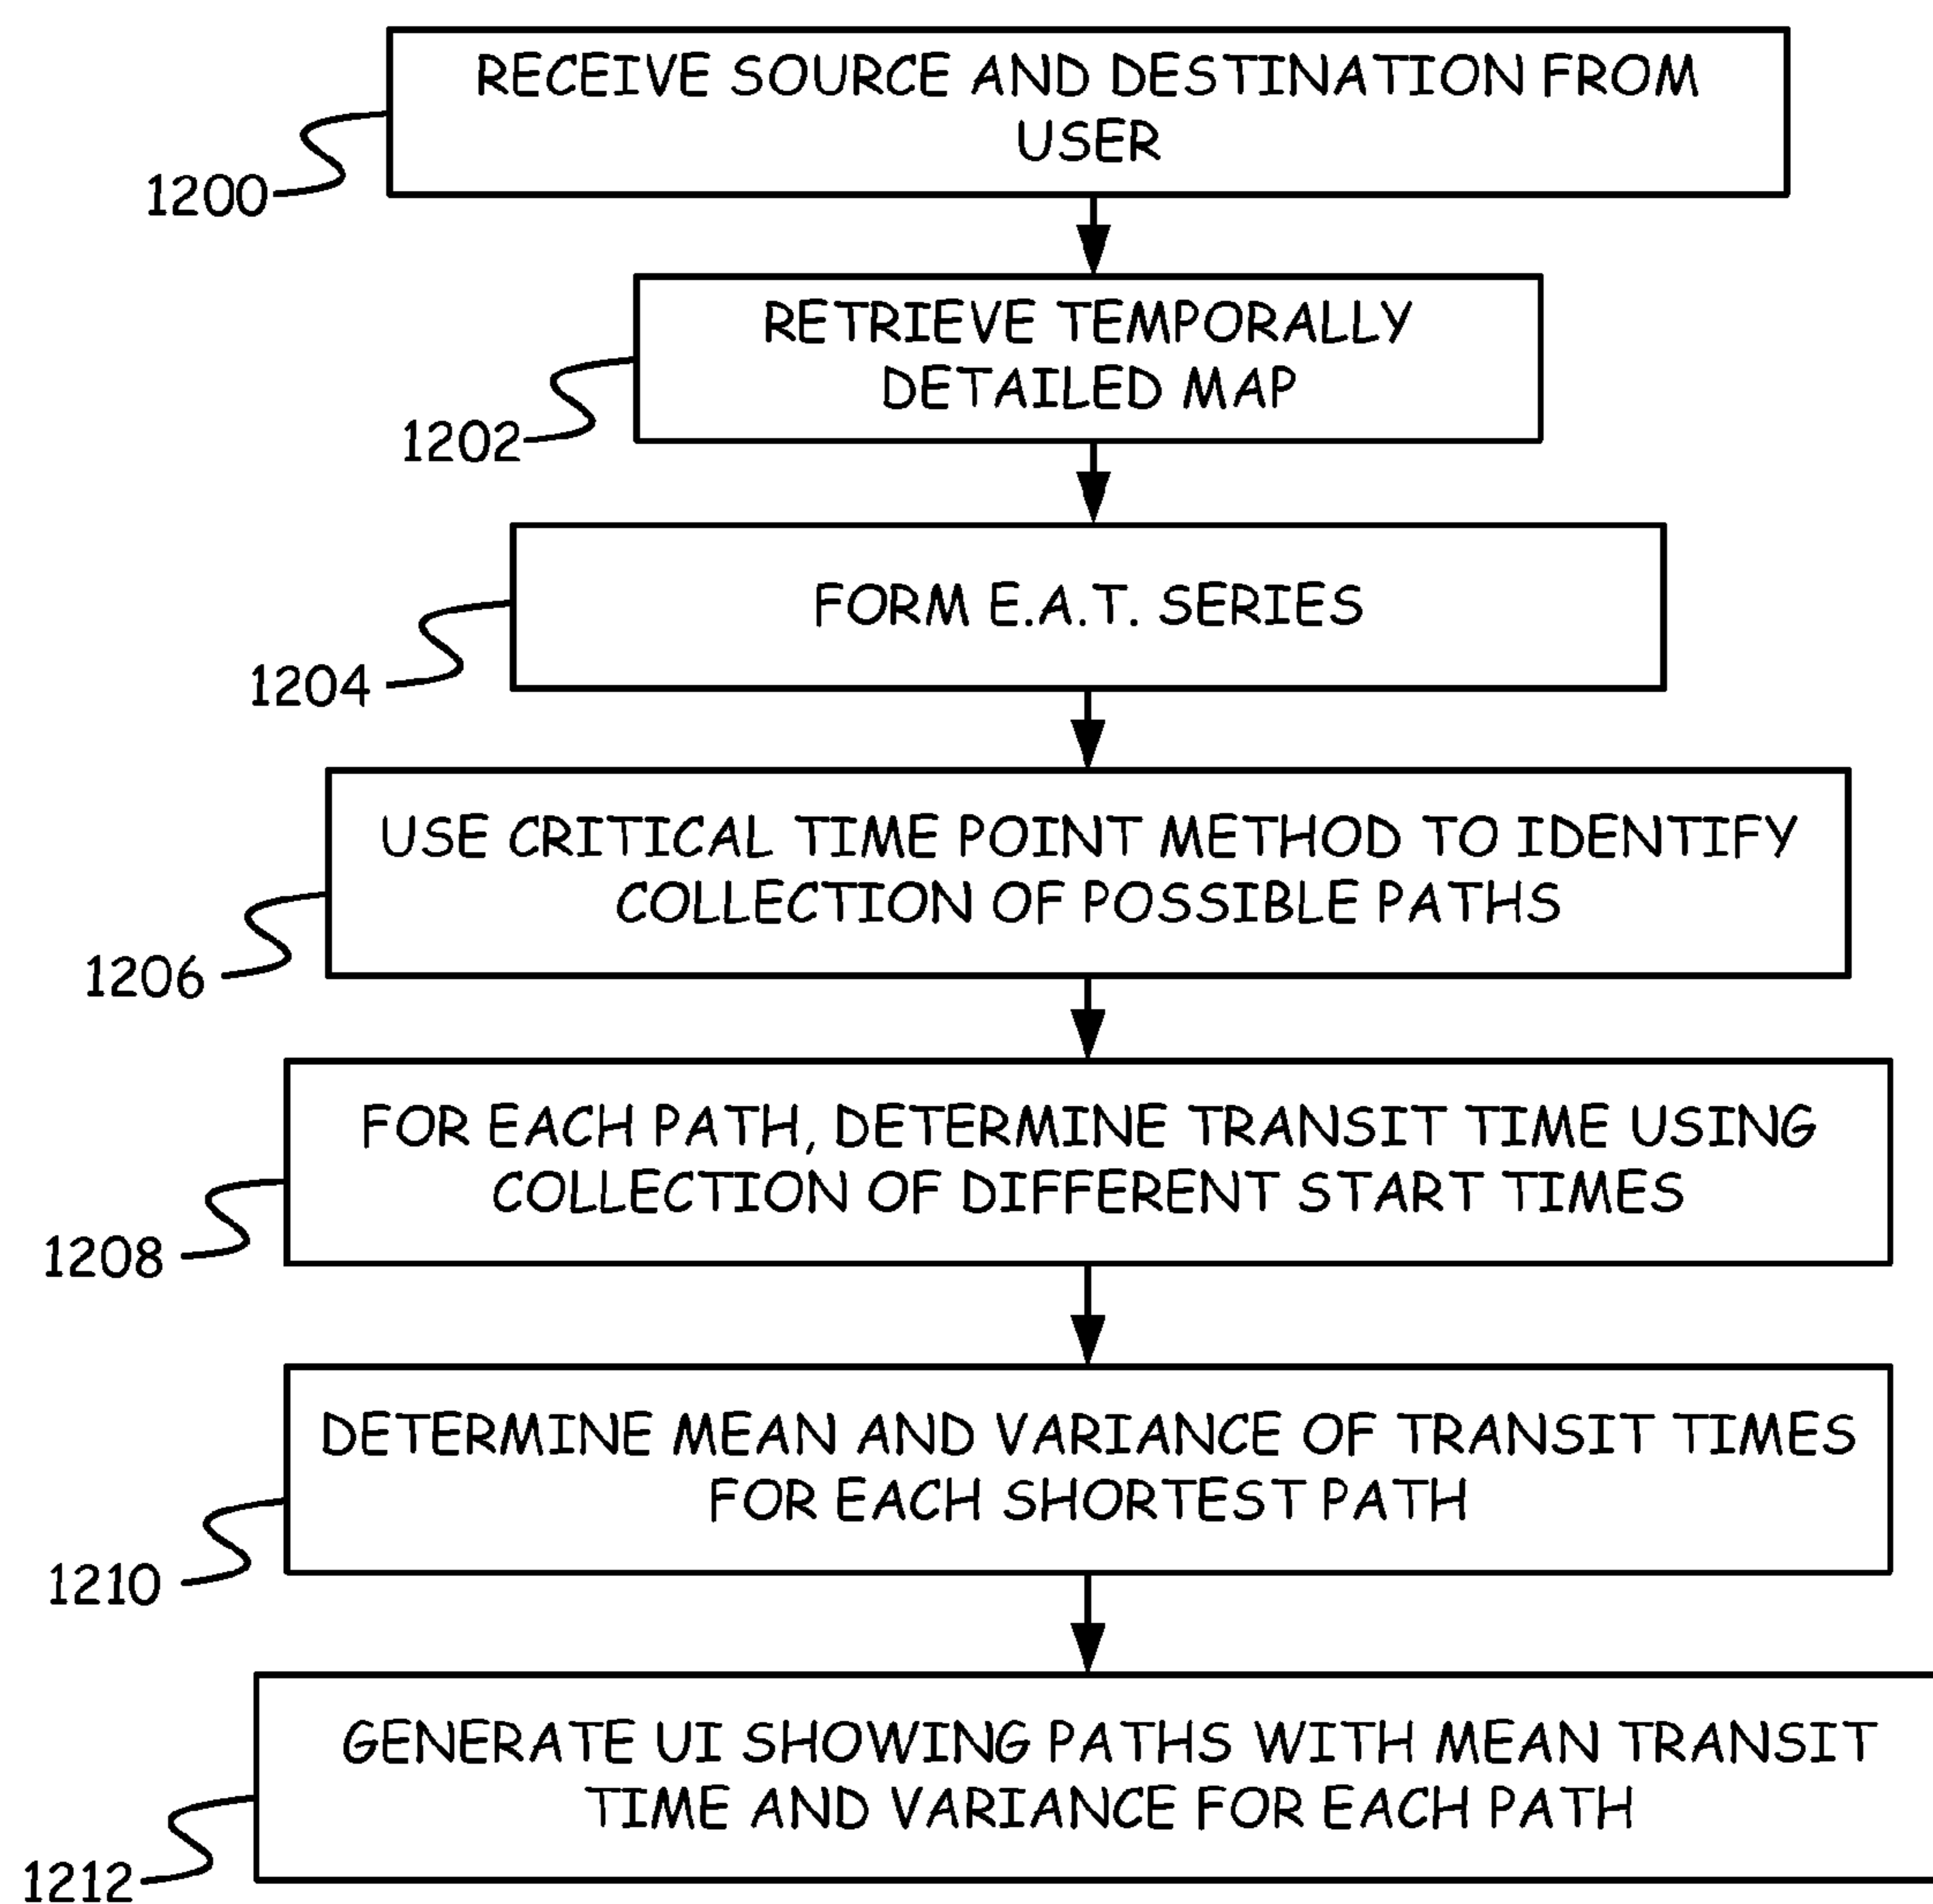 RECEIVE SOURCE AND DESTINATION FROM
USER
1200
RETRIEVE TEMPORALLY
DETAILED MAP
1202
FORM E.A.T. SERIES
1204
USE CRITICAL TIME POINT METHOD TO IDENTIFY
COLLECTION OF POSSIBLE PATHS
1206
FOR EACH PATH, DETERMINE TRANSIT TIME USING
COLLECTION OF DIFFERENT START TIMES
1208
DETERMINE MEAN AND VARIANCE OF TRANSIT TIMES
FOR EACH SHORTEST PATH
1210
GENERATE UI SHOWING PATHS WITH MEAN TRANSIT
TIME AND VARIANCE FOR EACH PATH
1212